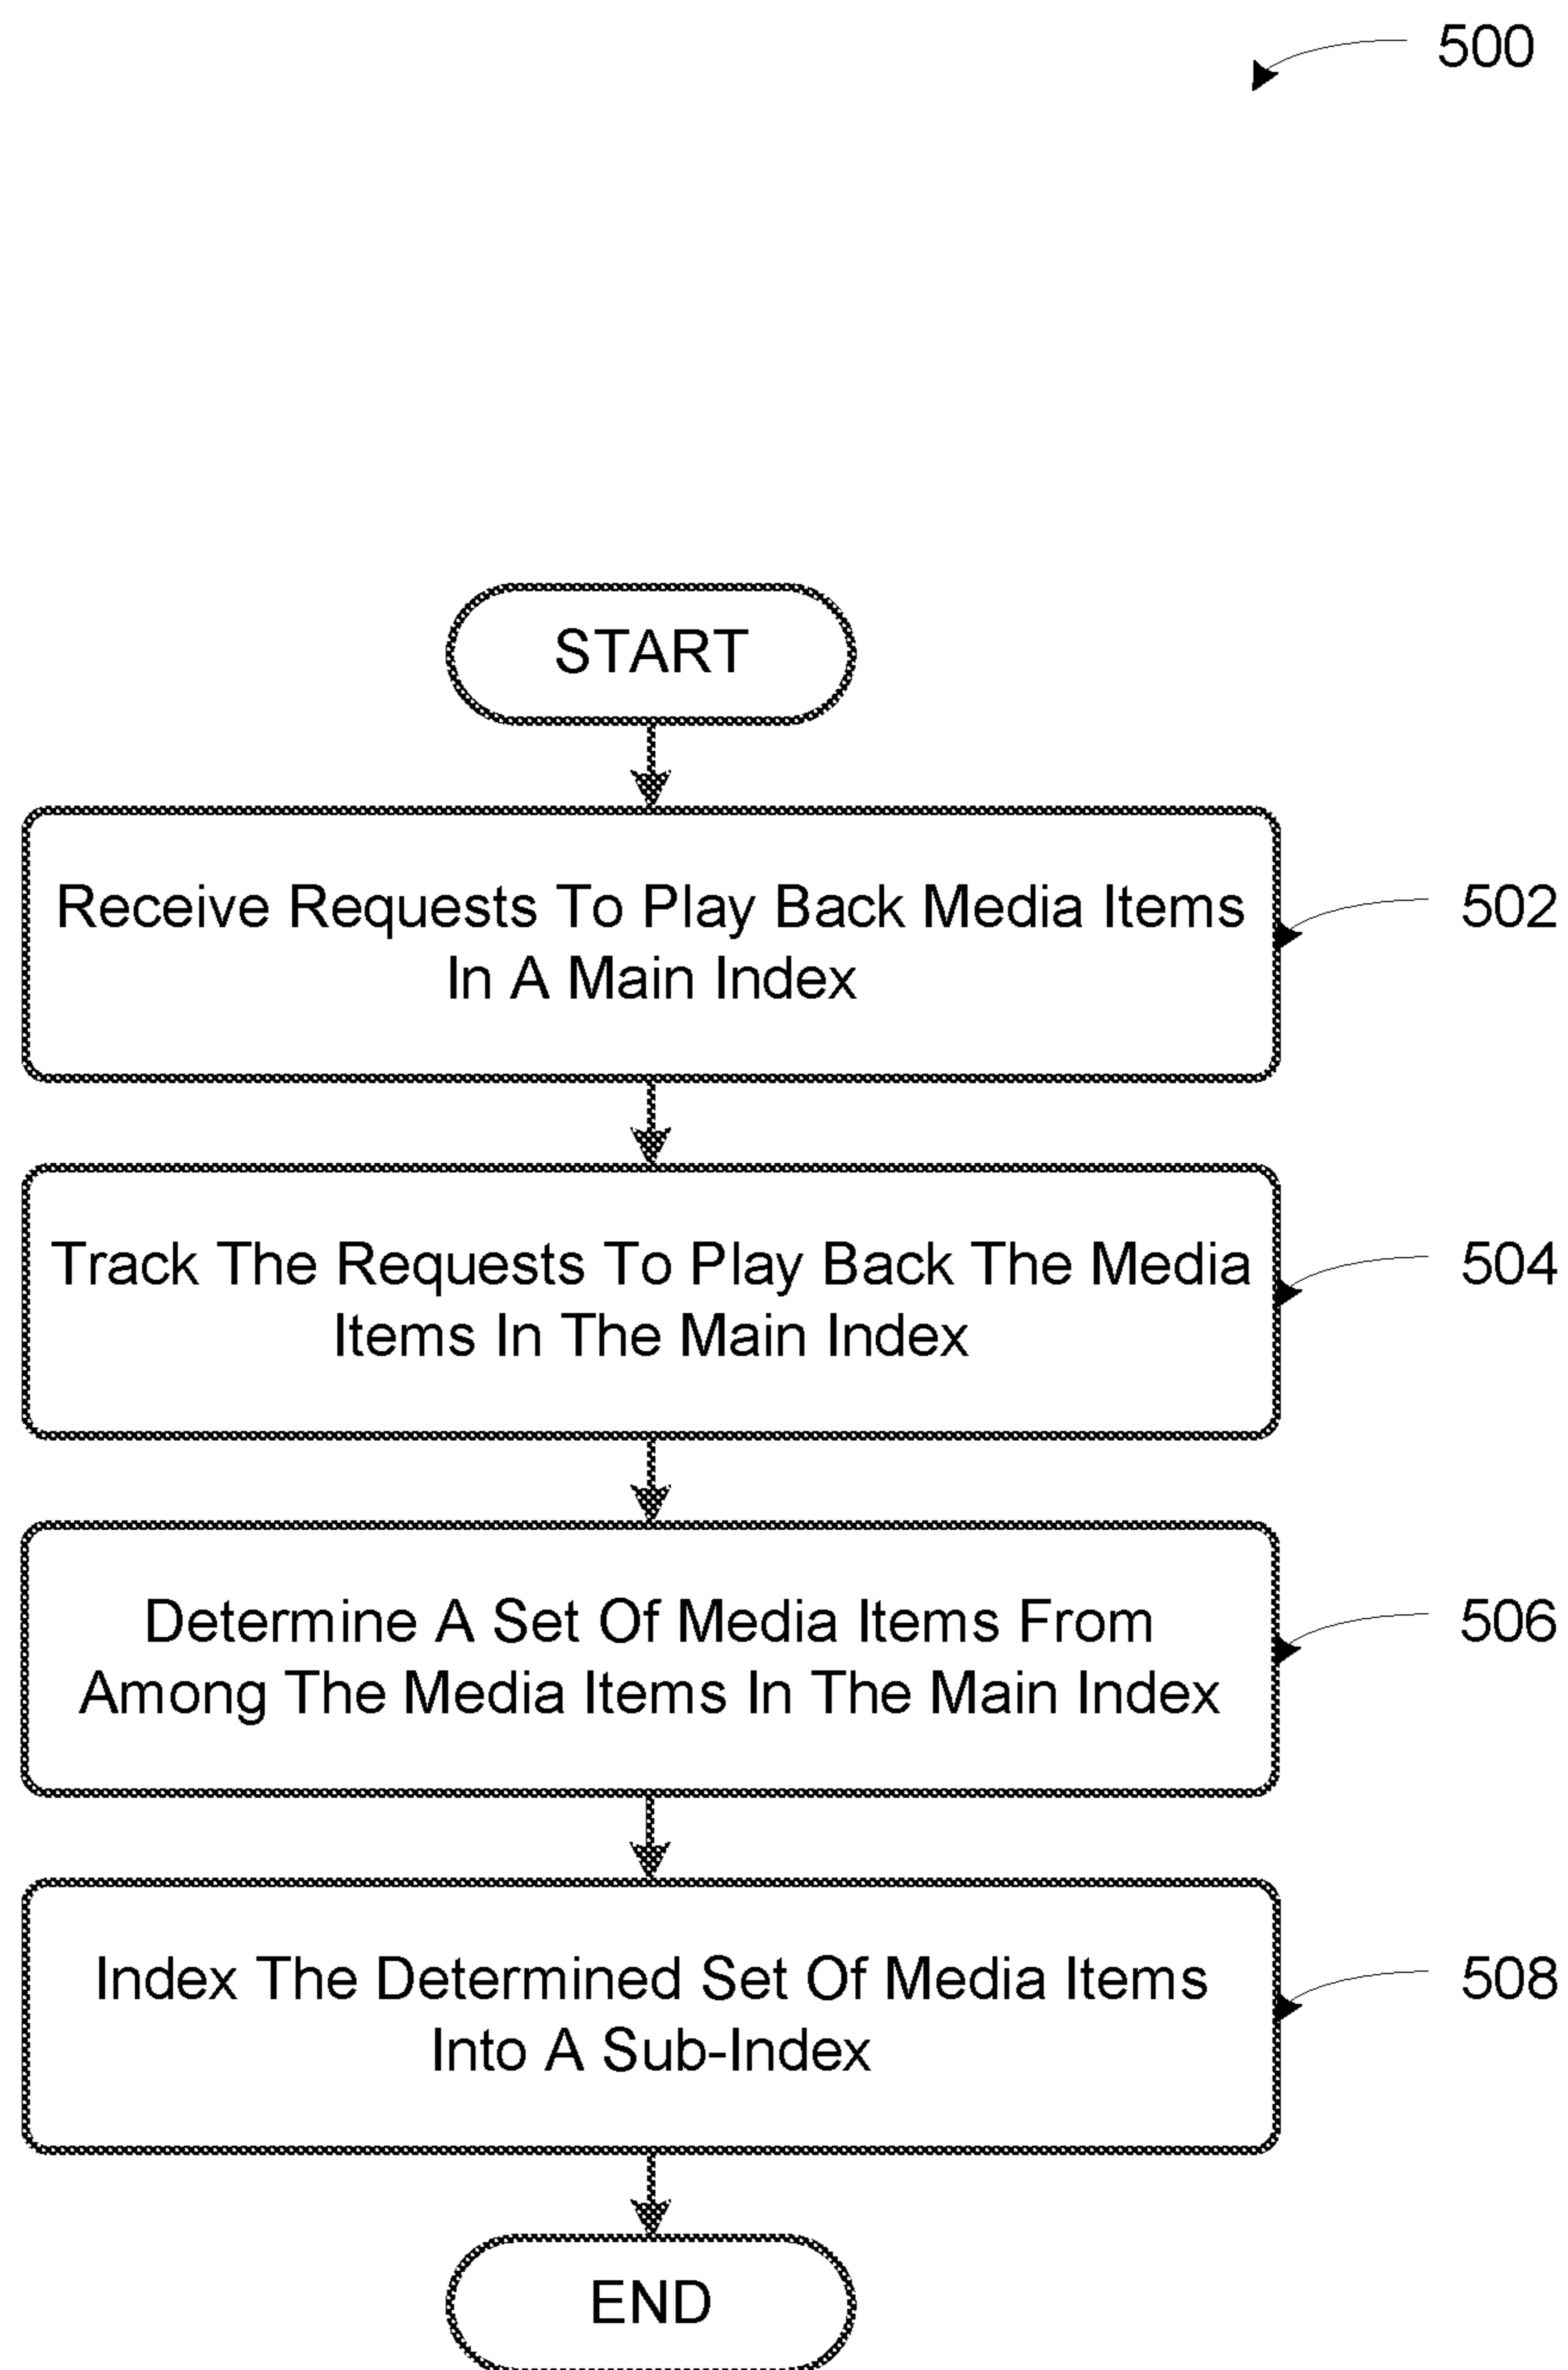 500
START
Receive Requests To Play Back Media Items
In A Main Index
502
Track The Requests To Play Back The Media
Items In The Main Index
504
Determine A Set Of Media Items From
Among The Media Items In The Main Index
506
Index The Determined Set Of Media Items
Into A Sub-Index
508
END